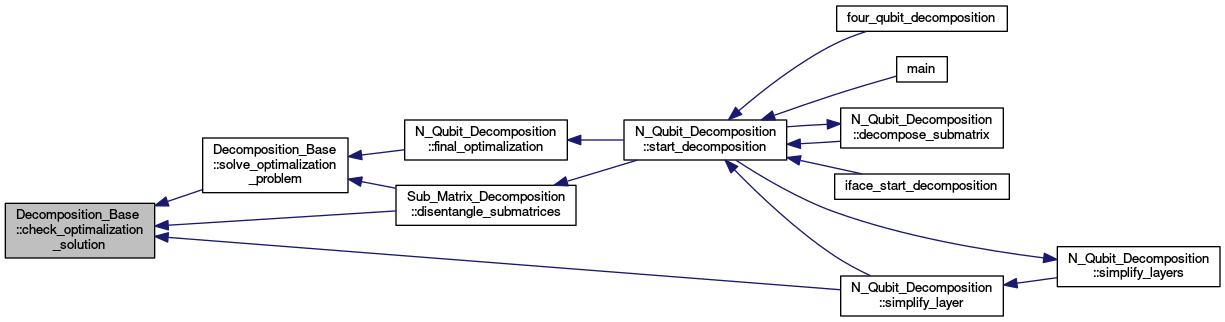 Decomposition_Base
::check_optimalization
_solution
Decomposition_Base
::solve_optimalization
_problem
N_Qubit_Decomposition
::final_optimalization
Sub_Matrix_Decomposition
::disentangle_submatrices
N_Qubit_Decomposition
::start_decomposition
four_qubit_decomposition
main
N_Qubit_Decomposition
::decompose_submatrix
iface_start_decomposition
N_Qubit_Decomposition
::simplify_layers
N_Qubit_Decomposition
::simplify_layer